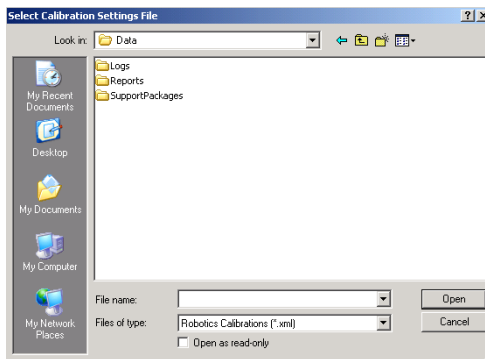 Select Calibration Settings File
Look in:
Data
Logs
Reports
SupportPackages
My Recent
Documents
Desktop
My Documents
My Computer
My Network
Places
File name:
Open
Files of type:
Robotics Calibrations (*.xml)
Cancel
Open as read-only